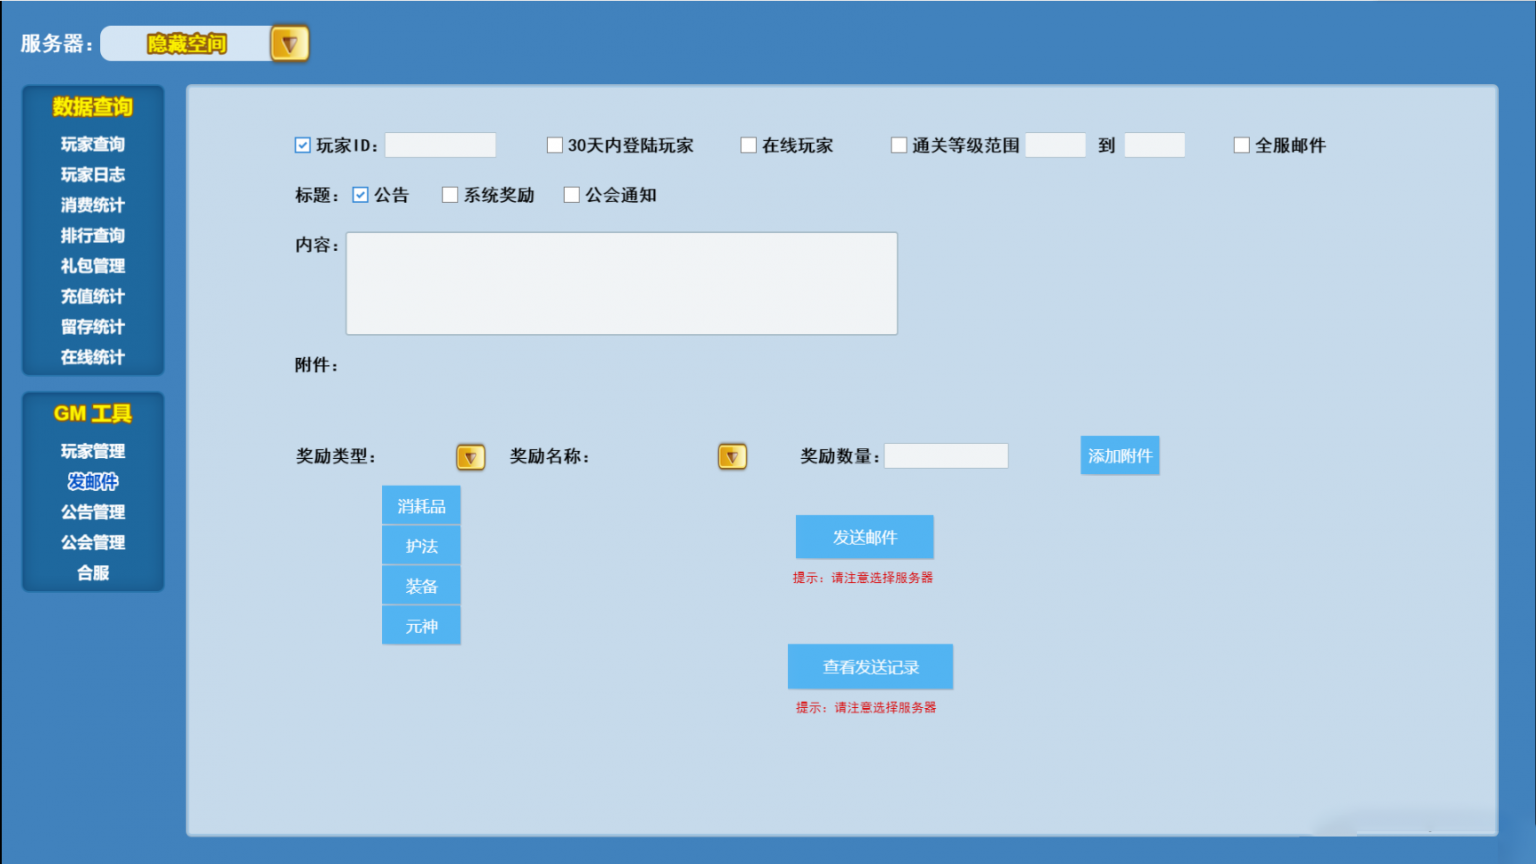 服务器： 隐藏空间
数据查询
玩家查询
玩家日志
消费统计
排行查询
礼包管理
充值统计
留存统计
在线统计
GM 工具
玩家管理
发邮件
公告管理
公会管理
合服
玩家ID： 30天内登陆玩家 在线玩家 通关等级范围 到 全服邮件
标题： 公告 系统奖励 公会通知
内容：
附件：
奖励类型： 奖励名称： 奖励数量： 添加附件
消耗品
护法
装备
元神
发送邮件
提示：请注意选择服务器
查看发送记录
提示：请注意选择服务器